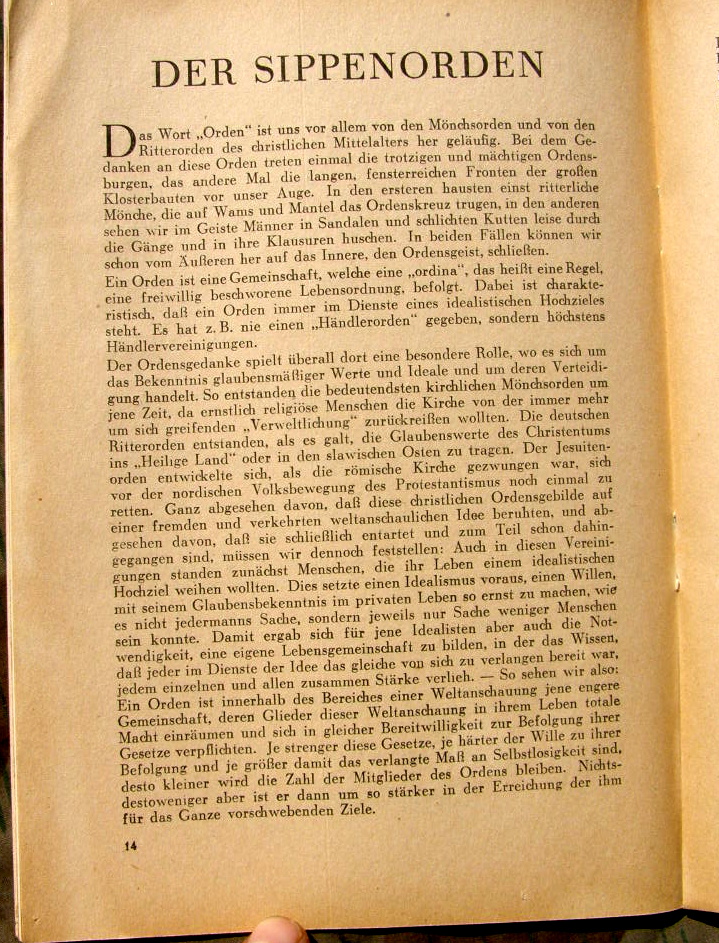 DER SIPPENORDEN
Das Wort „Orden“ ist uns vor allem von den Mönchsorden und von den
Ritterorden des christlichen Mittelalters her geläufig. Bei dem Ge-
danken an diese Orden treten einmal die trotzigen und mächtigen Ordens-
burgen, das andere Mal die langen, fensterreichen Fronten der großen
Klosterbauten vor unser Auge. In den ersteren hausten einst ritterliche
Mönche, die auf Wams und Mantel das Ordenskreuz trugen, in den anderen
sehen wir im Geiste Männer in Sandalen und schlichten Kutten leise durch
die Gänge und in ihre Klausuren huschen. In beiden Fällen können wir
schon vom Äußeren her auf das Innere, den Ordensgeist, schließen.
Ein Orden ist eine Gemeinschaft, welche eine „ordina“, das heißt eine Regel,
eine freiwillig beschworene Lebensordnung, befolgt. Dabei ist charakte-
ristisch, daß ein Orden immer im Dienste eines idealistischen Hochzieles
steht. Es hat z. B. nie einen „Händlerorden“ gegeben, sondern höchstens
Händlervereinigungen.
Der Ordensgedanke spielt überall dort eine besondere Rolle, wo es sich um
das Bekenntnis glaubensmäßiger Werte und Ideale und um deren Verteidi-
gung handelt. So entstanden die bedeutendsten kirchlichen Mönchsorden um
jene Zeit, da ernstlich religiöse Menschen die Kirche von der immer mehr
um sich greifenden „Verweltlichung“ zurückreißen wollten. Die deutschen
Ritterorden entstanden, als es galt, die Glaubenswerte des Christentums
ins „Heilige Land“ oder in den slawischen Osten zu tragen. Der Jesuiten-
orden entwickelte sich, als die römische Kirche gezwungen war, sich
vor der nordischen Volksbewegung des Protestantismus noch einmal zu
retten. Ganz abgesehen davon, daß diese christlichen Ordensgebilde auf
einer fremden und verkehrten weltanschaulichen Idee beruhten, und ab-
gesehen davon, daß sie schließlich entartet und zum Teil schon dahin-
gegangen sind, müssen wir dennoch feststellen: Auch in diesen Vereini-
gungen standen zunächst Menschen, die ihr Leben einem idealistischen
Hochziel weihen wollten. Dies setzte einen Idealismus voraus, einen Willen,
mit seinem Glaubensbekenntnis im privaten Leben so ernst zu machen, wie
es nicht jedermanns Sache, sondern jeweils nur Sache weniger Menschen
sein konnte. Damit ergab sich für jene Idealisten aber auch die Not-
wendigkeit, eine eigene Lebensgemeinschaft zu bilden, in der das Wissen,
daß jeder im Dienste der Idee das gleiche von sich zu verlangen bereit war,
jedem einzelnen und allen zusammen Stärke verlieh. — So sehen wir also:
Ein Orden ist innerhalb des Bereiches einer Weltanschauung jene engere
Gemeinschaft, deren Glieder dieser Weltanschaung in ihrem Leben totale
Macht einräumen und sich in gleicher Bereitwilligkeit zur Befolgung ihrer
Gesetze verpflichten. Je strenger diese Gesetze, je härter der Wille zu ihrer
Befolgung und je größer damit das verlangte Maß an Selbstlosigkeit sind,
desto kleiner wird die Zahl der Mitglieder des Ordens bleiben. Nichts-
destoweniger aber ist er dann um so stärker in der Erreichung der ihm
für das Ganze vorschwebenden Ziele.
14